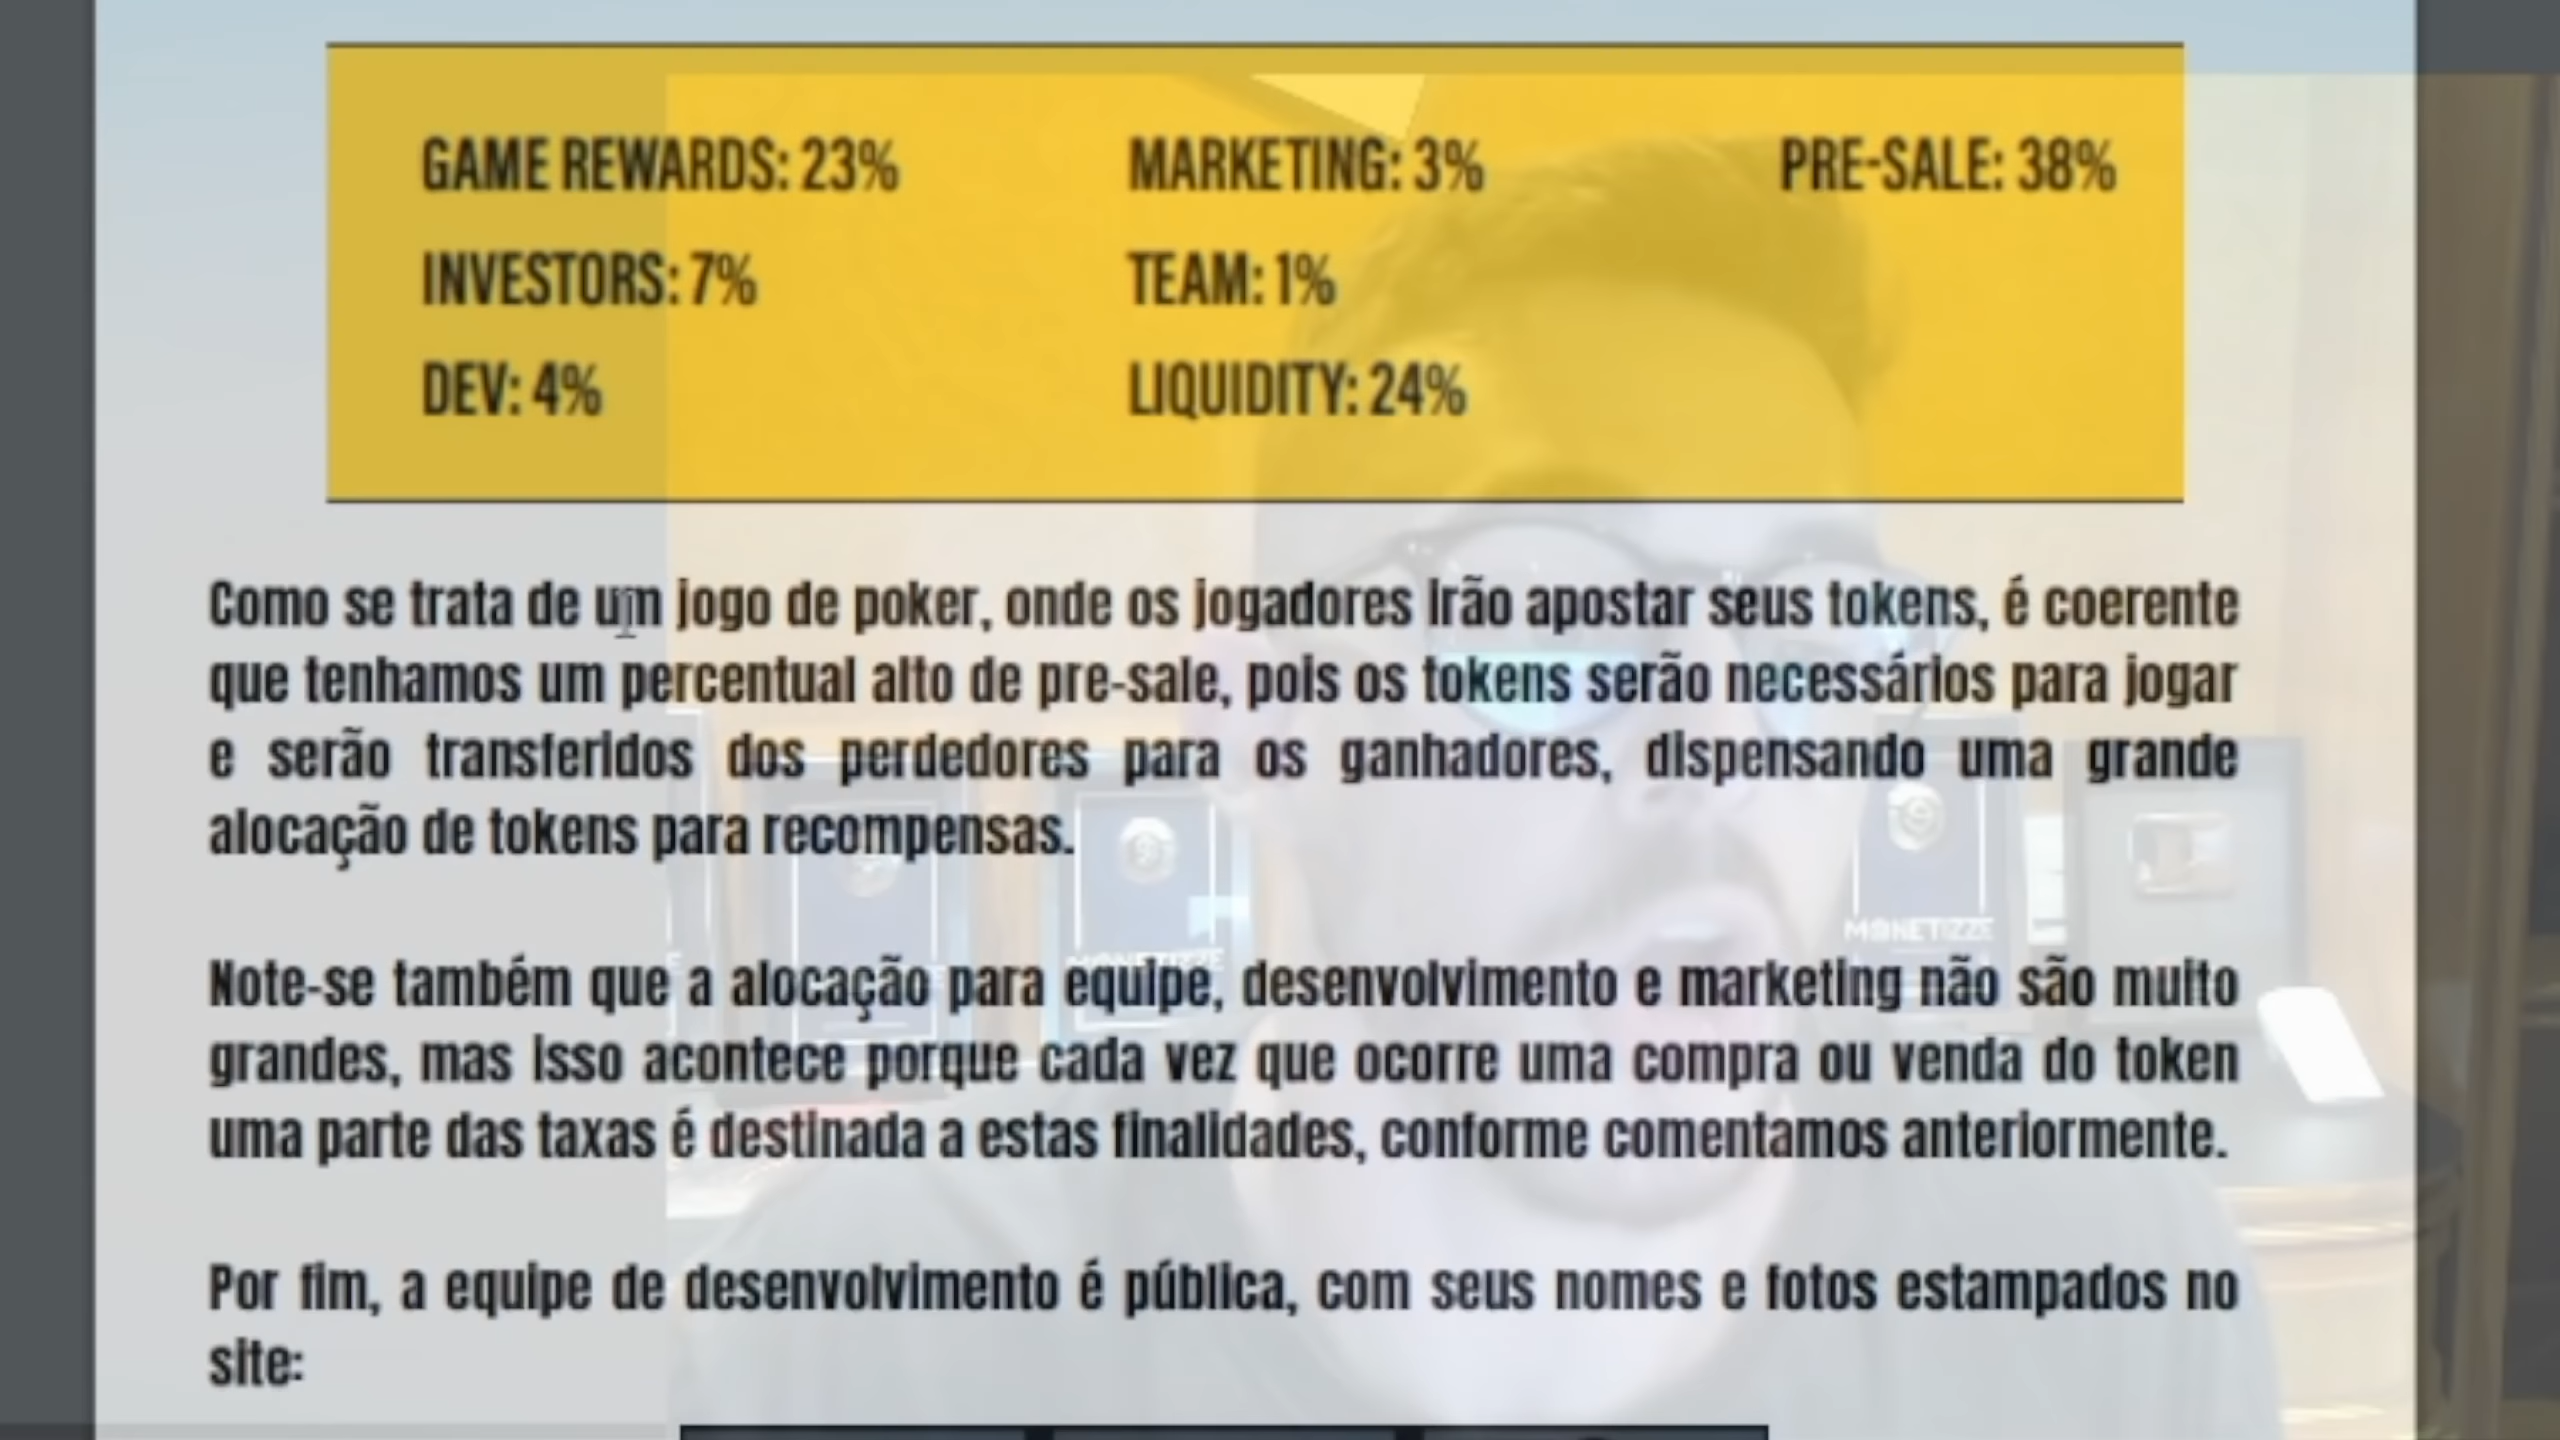 GAME REWARDS: 23% MARKETING: 3% PRE-SALE: 38%
INVESTORS: 7% TEAM: 1%
DEV: 4% LIQUIDITY: 24%
Como se trata de um jogo de poker, onde os jogadores irão apostar seus tokens, é coerente
que tenhamos um percentual alto de pre-sale, pois os tokens serão necessários para jogar
e serão transferidos dos perdedores para os ganhadores, dispensando uma grande
alocação de tokens para recompensas.
MONETIZZE
MONETIZZE
Note-se também que a alocação para equipe, desenvolvimento e marketing não são muito
grandes, mas isso acontece porque cada vez que ocorre uma compra ou venda do token
uma parte das taxas é destinada a estas finalidades, conforme comentamos anteriormente.
Por fim, a equipe de desenvolvimento é pública, com seus nomes e fotos estampados no
site: